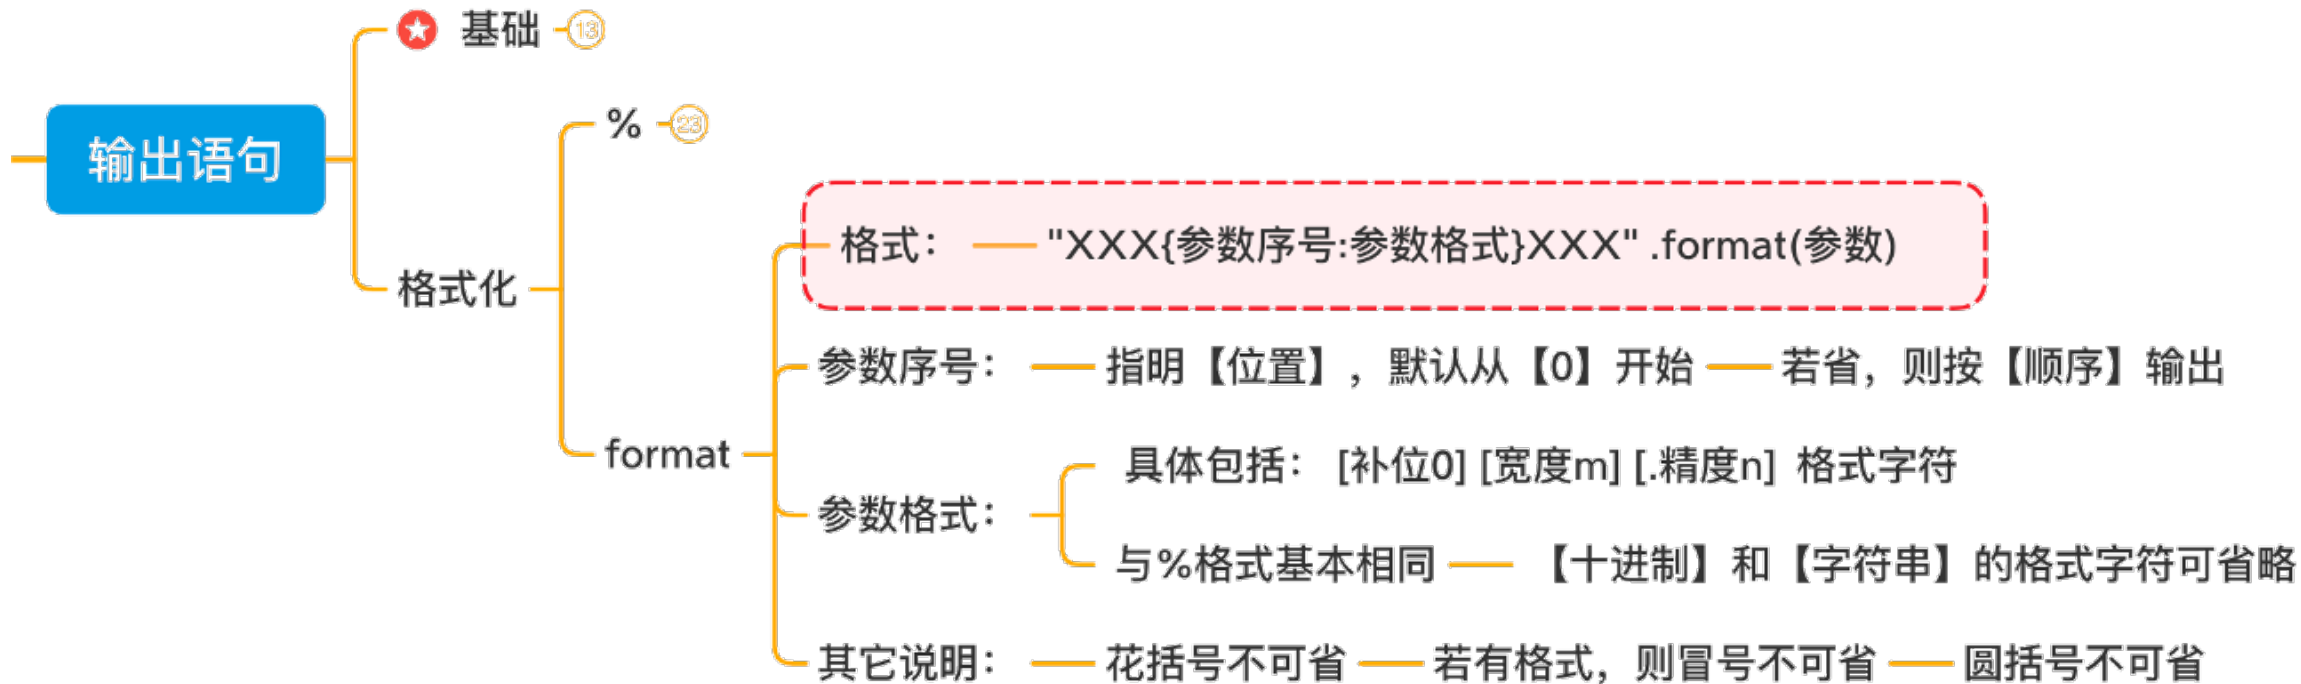 基础 13
输出语句
% 23
格式： "XXX{参数序号:参数格式}XXX" .format(参数)
格式化
参数序号： 指明【位置】，默认从【0】开始 若省，则按【顺序】输出
format
具体包括： [补位0] [宽度m] [.精度n] 格式字符
参数格式：
与%格式基本相同 【十进制】和【字符串】的格式字符可省略
其它说明： 花括号不可省 若有格式，则冒号不可省 圆括号不可省